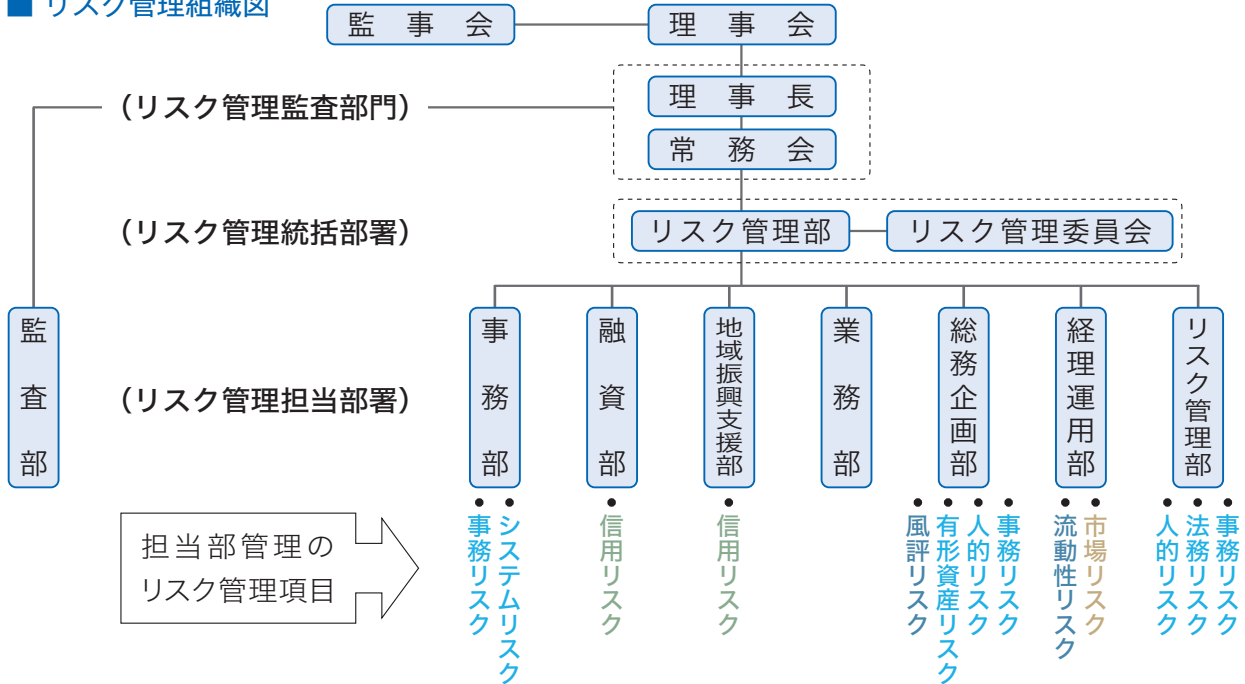 ■ リスク管理組織図
監事会
理事会
（リスク管理監査部門）
理事長
常務会
（リスク管理統括部署）
リスク管理部
リスク管理委員会
監査部
（リスク管理担当部署）
事務部
融資部
地域振興支援部
業務部
総務企画部
経理運用部
リスク管理部
担当部管理の
リスク管理項目
•システムリスク
•事務リスク
•信用リスク
•信用リスク
•事務リスク
•人的リスク
•有形資産リスク
•風評リスク
•市場リスク
•流動性リスク
•事務リスク
•法務リスク
•人的リスク